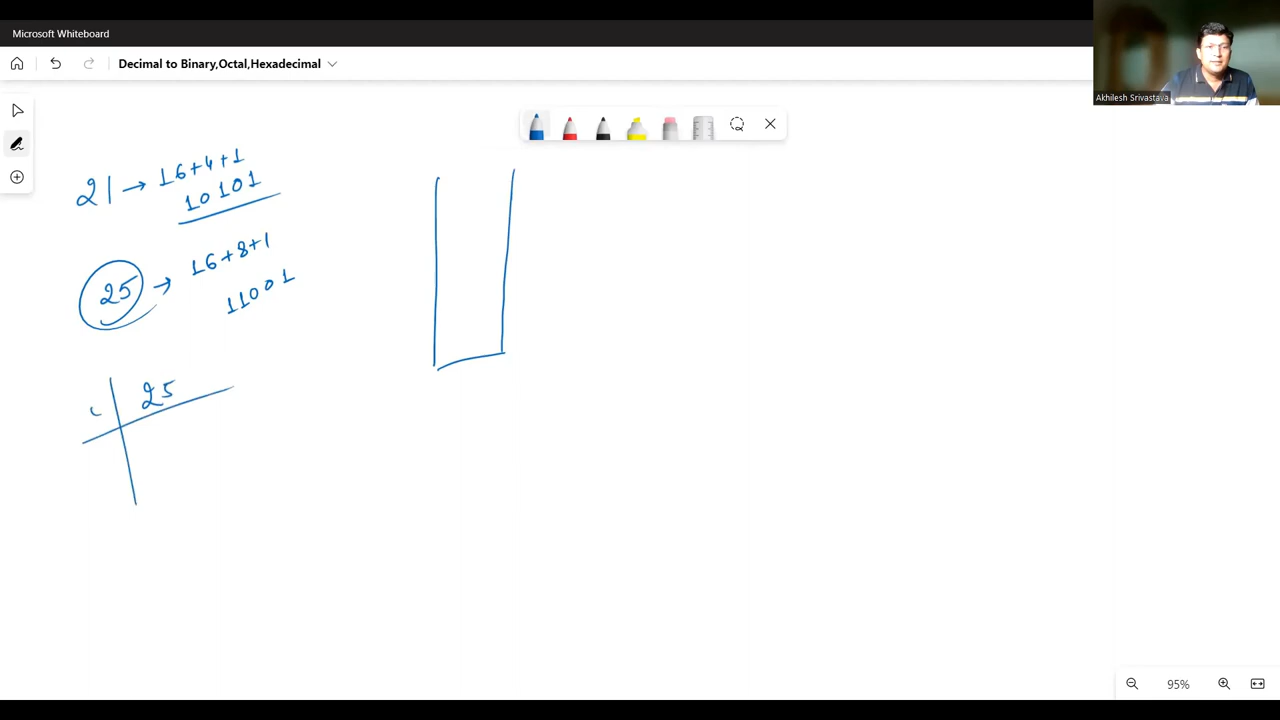 Microsoft Whiteboard
Decimal to Binary,Octal,Hexadecimal
Akhilesh Srivastava
21 → 16+4+1
10101
25 → 16+8+1
11001
25
95%